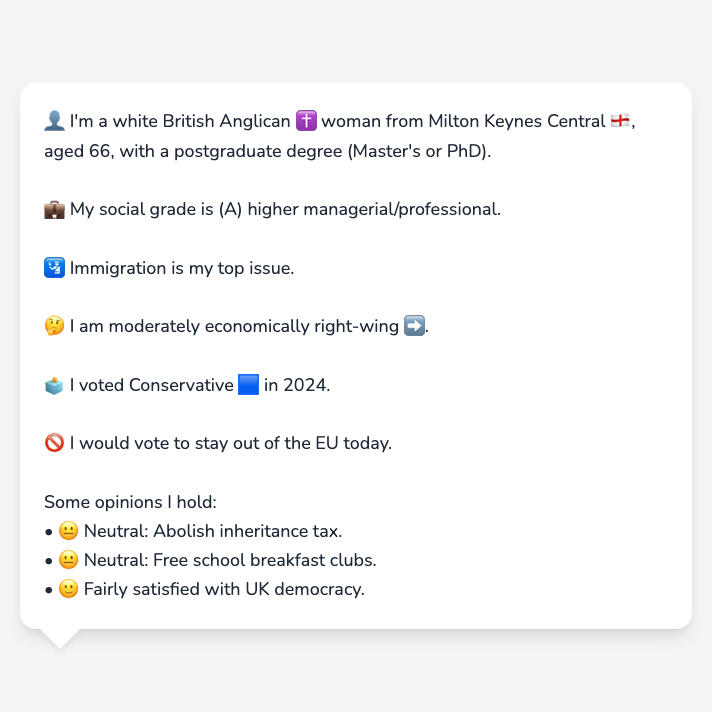 👤 I'm a white British Anglican ✝️ woman from Milton Keynes Central 🏴󠁧󠁢󠁥󠁮󠁧󠁿,
aged 66, with a postgraduate degree (Master's or PhD).
💼 My social grade is (A) higher managerial/professional.
🛂 Immigration is my top issue.
🤔 I am moderately economically right-wing ➡️.
🗳️ I voted Conservative 🟦 in 2024.
🚫 I would vote to stay out of the EU today.
Some opinions I hold:
• 😐 Neutral: Abolish inheritance tax.
• 😐 Neutral: Free school breakfast clubs.
• 🙂 Fairly satisfied with UK democracy.